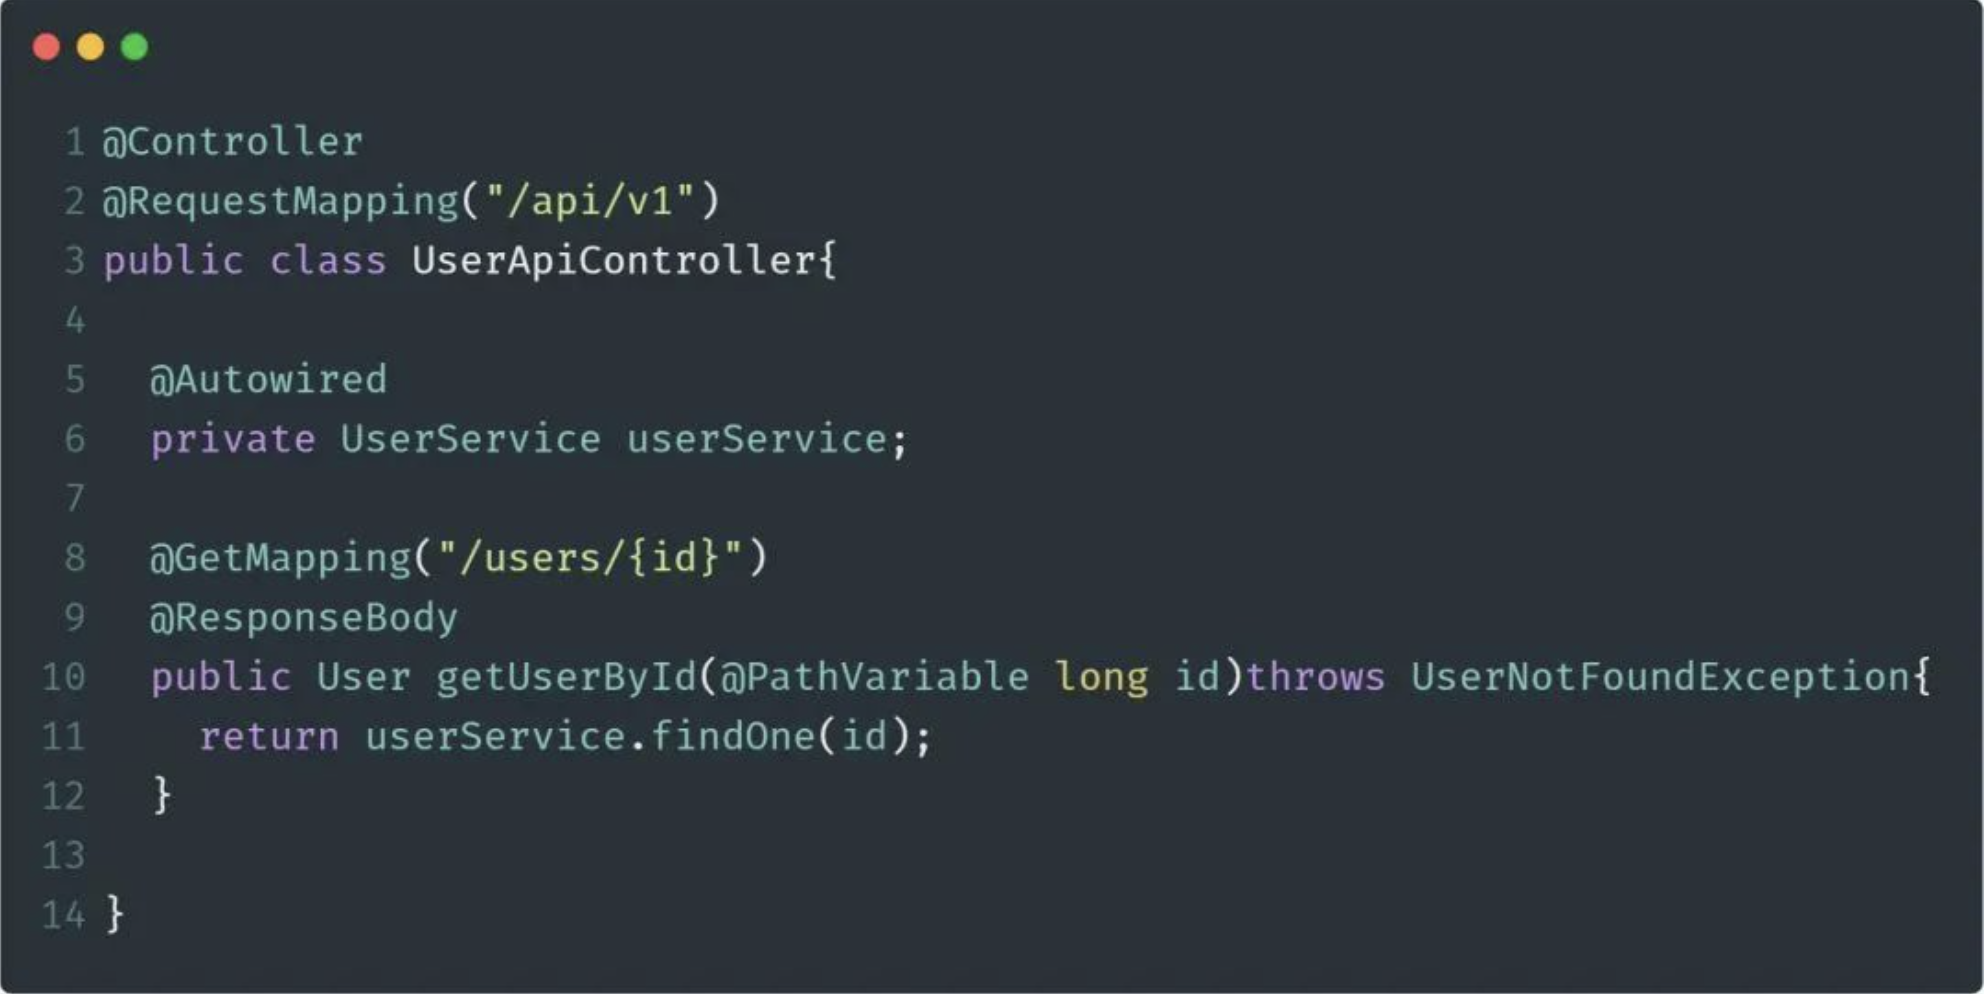 1 @Controller
2 @RequestMapping("/api/v1")
3 public class UserApiController{
4
5   @Autowired
6   private UserService userService;
7
8   @GetMapping("/users/{id}")
9   @ResponseBody
10   public User getUserById(@PathVariable long id)throws UserNotFoundException{
11     return userService.findOne(id);
12   }
13
14 }